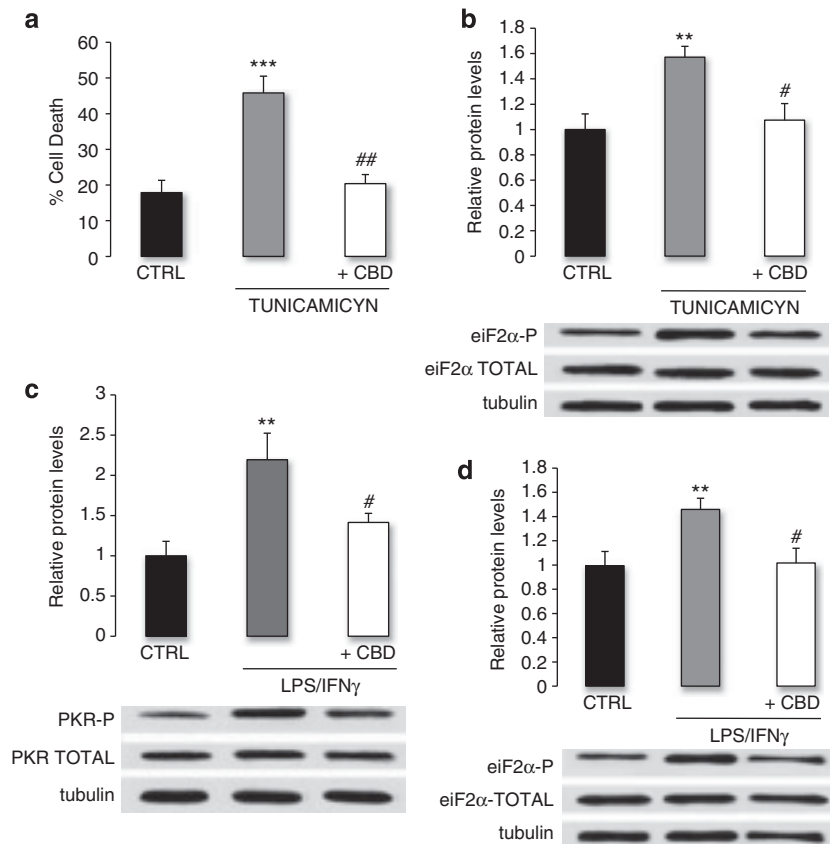 a
60
50
40
30
20
10
0
% Cell Death
***
##
CTRL
+ CBD
TUNICAMICYN
b
1.8
1.6
1.4
1.2
1
0.8
0.6
0.4
0.2
0
Relative protein levels
**
#
CTRL
+ CBD
TUNICAMICYN
eiF2α-P
eiF2α TOTAL
tubulin
c
3
2.5
2
1.5
1
0.5
0
Relative protein levels
**
#
CTRL
+ CBD
LPS/IFNγ
PKR-P
PKR TOTAL
tubulin
d
1.8
1.6
1.4
1.2
1
0.8
0.6
0.4
0.2
0
Relative protein levels
**
#
CTRL
+ CBD
LPS/IFNγ
eiF2α-P
eiF2α-TOTAL
tubulin